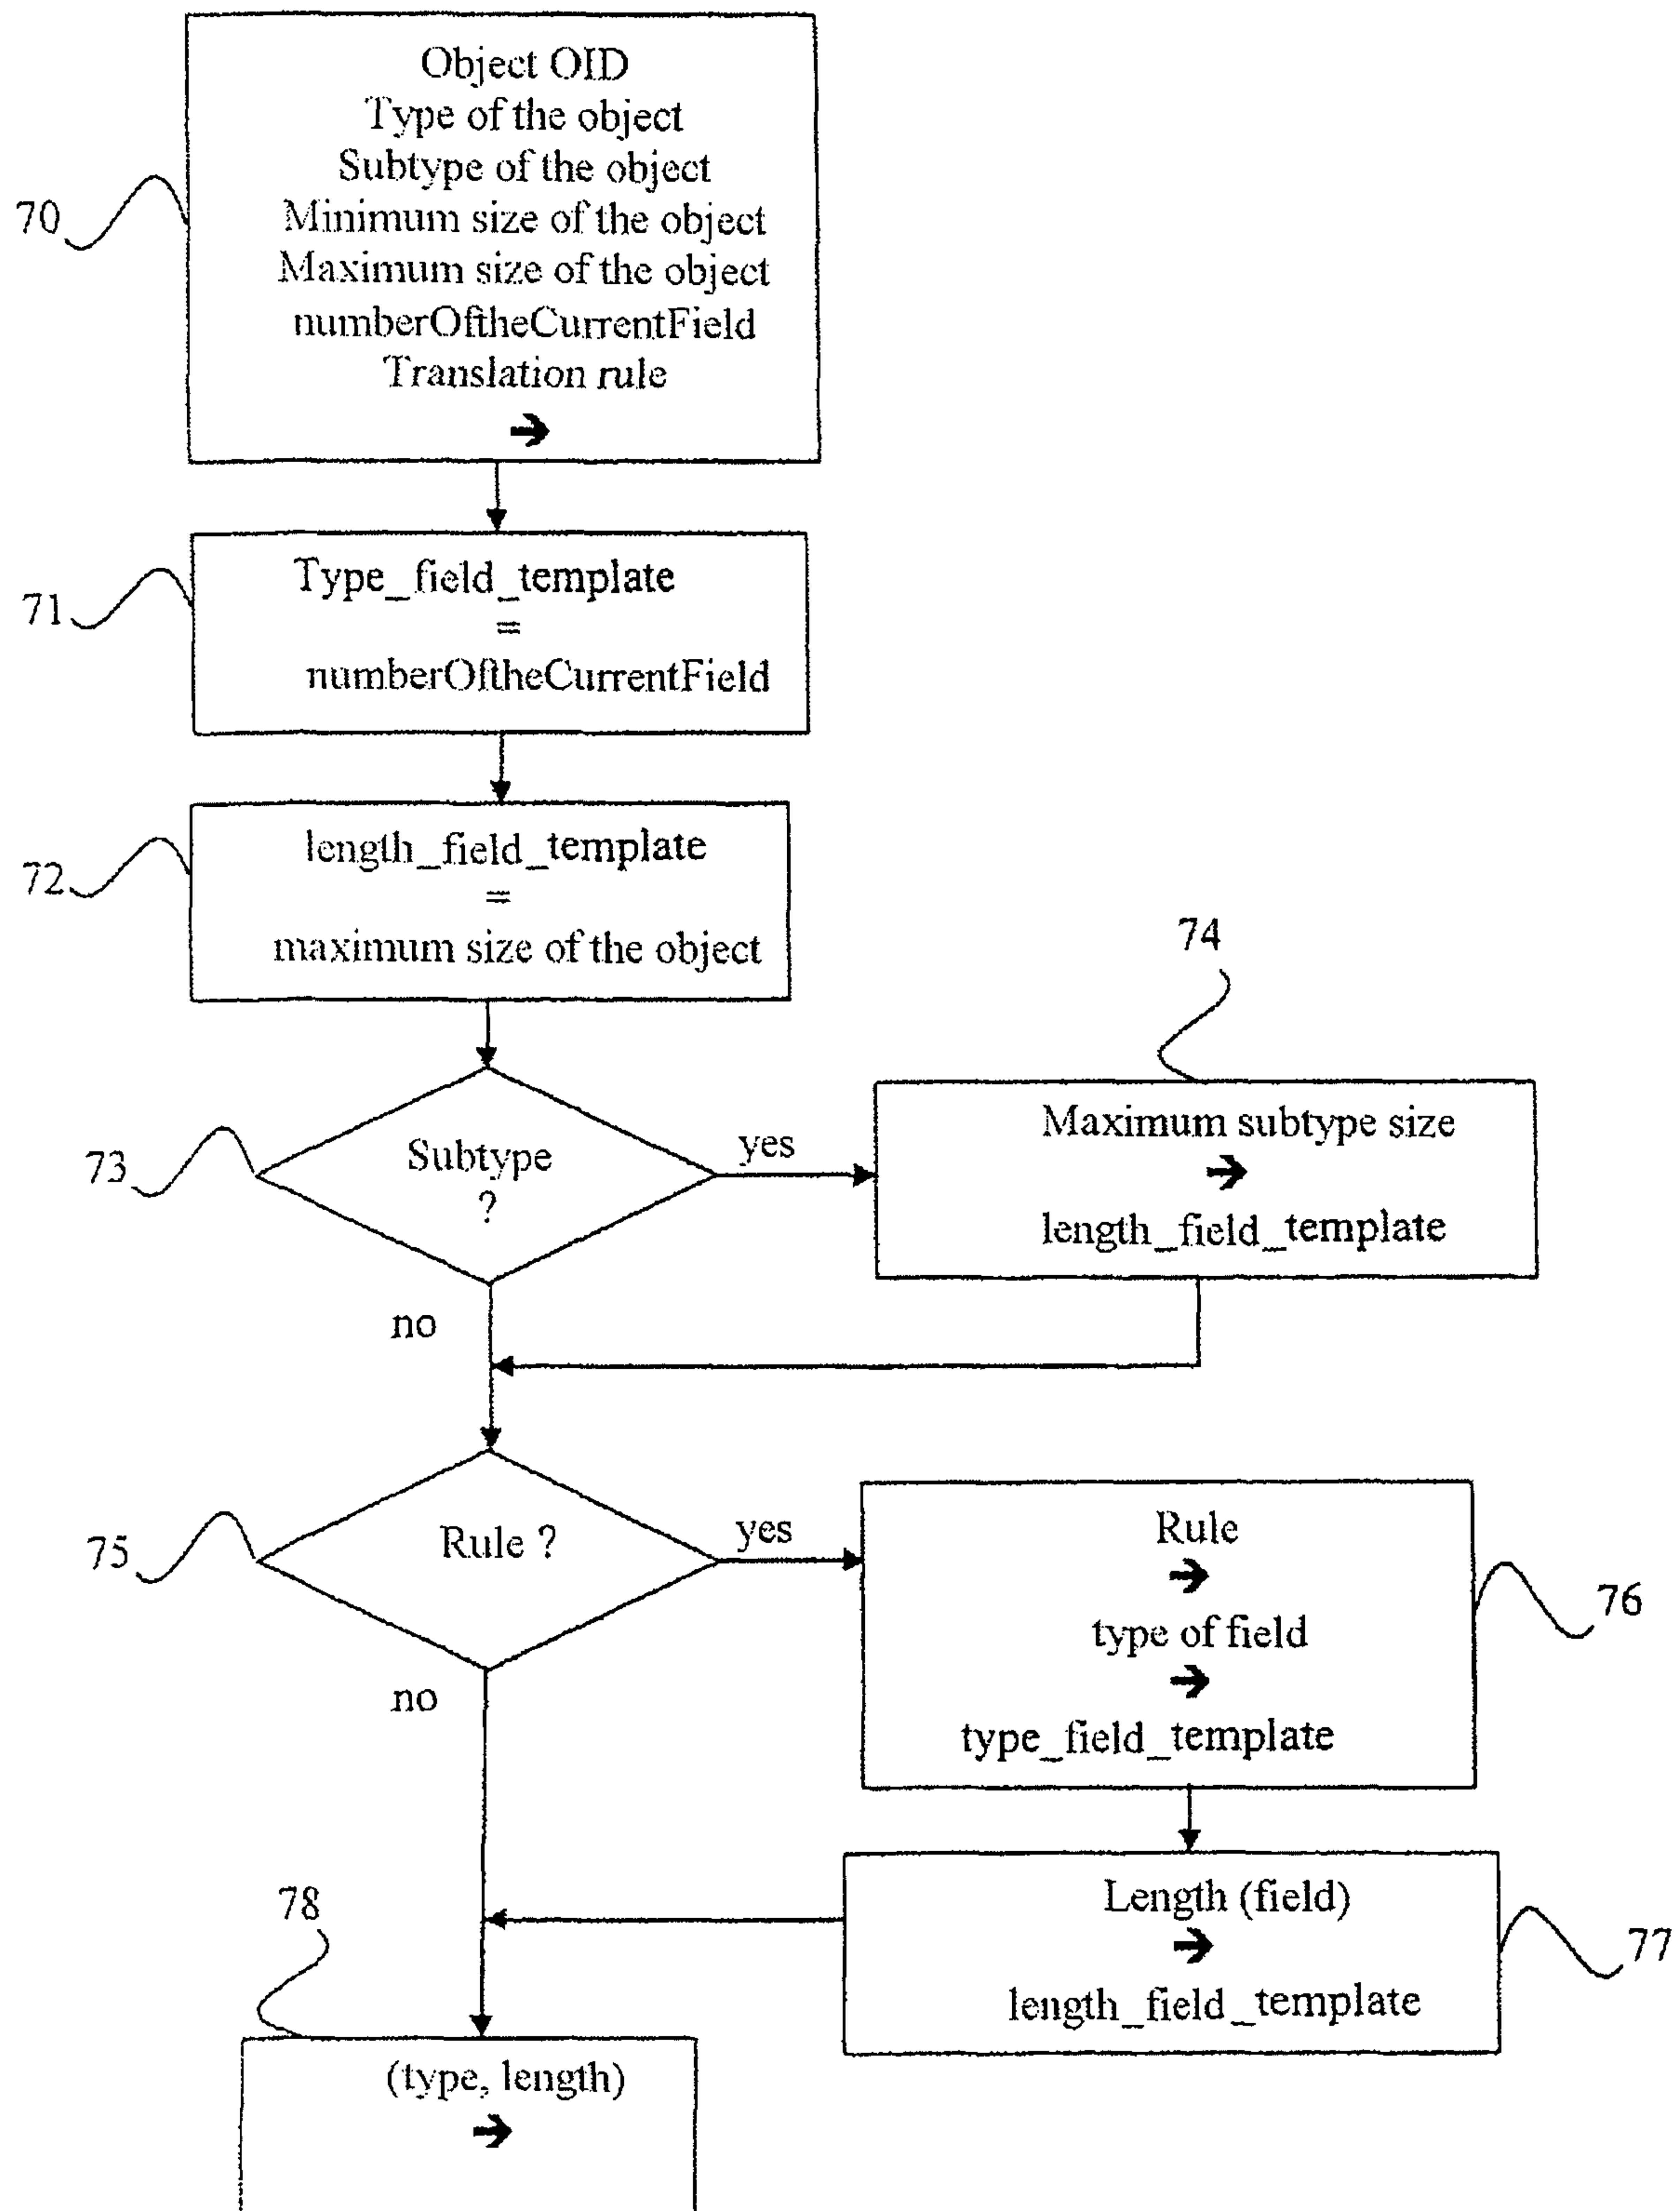 Object OID
Type of the object
Subtype of the object
Minimum size of the object
Maximum size of the object
numberOftheCurrentField
Translation rule
→
70
Type_field_template
=
numberOftheCurrentField
71
length_field_template
=
maximum size of the object
72
74
Subtype
?
73
yes
no
Maximum subtype size
→
length_field_template
Rule ?
75
yes
no
Rule
→
type of field
→
type_field_template
76
Length (field)
→
length_field_template
77
78
(type, length)
→